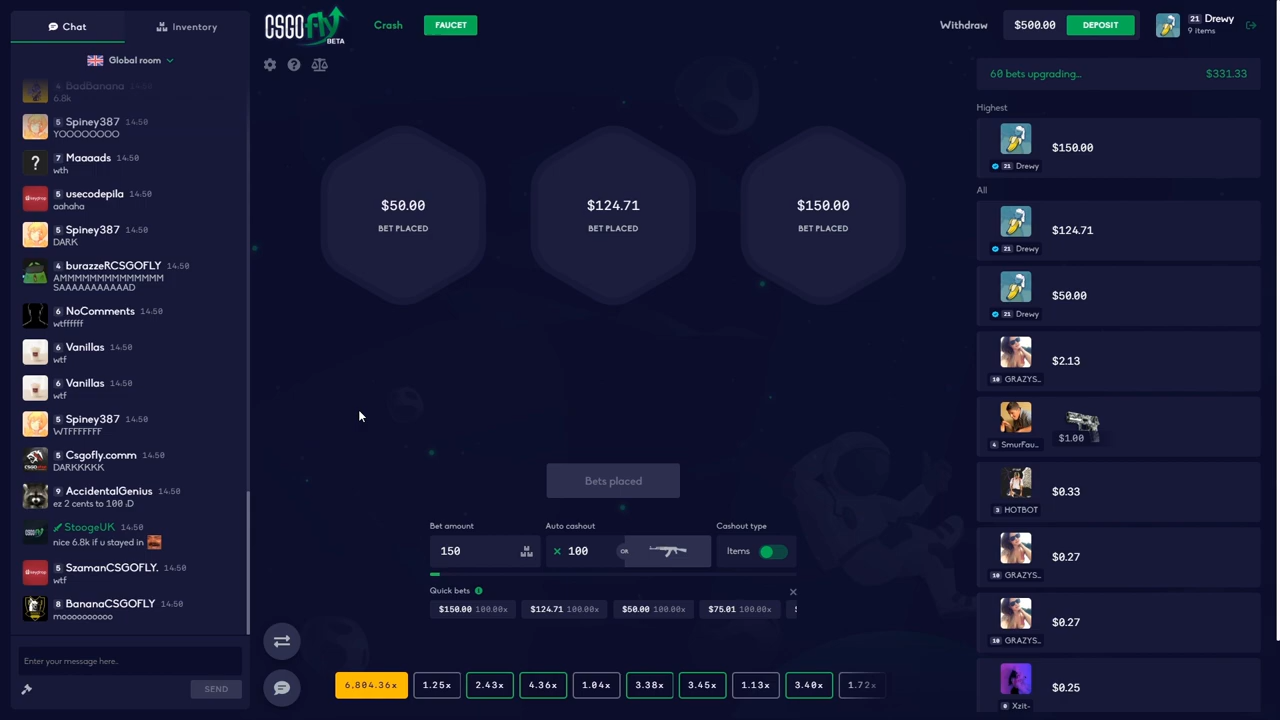 Chat
Inventory
Global room
4 BadBanana 14:50
6.8k
5 Spiney387 14:50
YOOOOOOOO
7 Maaaads 14:50
wth
5 usecodepila 14:50
aahaha
5 Spiney387 14:50
DARK
4 burazzeRCSGOFLY 14:50
AMMMMMMMMMMMMMM
SAAAAAAAAAAAD
6 NoComments 14:50
wtffffff
6 Vanillas 14:50
wtf
6 Vanillas 14:50
wtf
5 Spiney387 14:50
WTFFFFFFF
5 Csgofly.comm 14:50
DARKKKKK
9 AccidentalGenius 14:50
ez 2 cents to 100 :D
StoogeUK 14:50
nice 6.8k if u stayed in
5 SzamanCSGOFLY. 14:50
wtf
8 BananaCSGOFLY 14:50
moooooooooo
Enter your message here..
SEND
CSGOfly
BETA
Crash
FAUCET
Withdraw
$500.00
DEPOSIT
21 Drewy
9 items
$50.00
BET PLACED
$124.71
BET PLACED
$150.00
BET PLACED
Bets placed
Bet amount
Auto cashout
Cashout type
150
× 100
OR
Items
Quick bets
$150.00 100.00x
$124.71 100.00x
$50.00 100.00x
$75.01 100.00x
6,804.36x
1.25x
2.43x
4.36x
1.04x
3.38x
3.45x
1.13x
3.40x
1.72x
60 bets upgrading...
$331.33
Highest
$150.00
21 Drewy
All
$124.71
21 Drewy
$50.00
21 Drewy
$2.13
10 GRAZYS..
$1.00
4 SmurFau..
$0.33
3 HOTBOT
$0.27
10 GRAZYS..
$0.27
10 GRAZYS..
$0.25
0 Xzit-